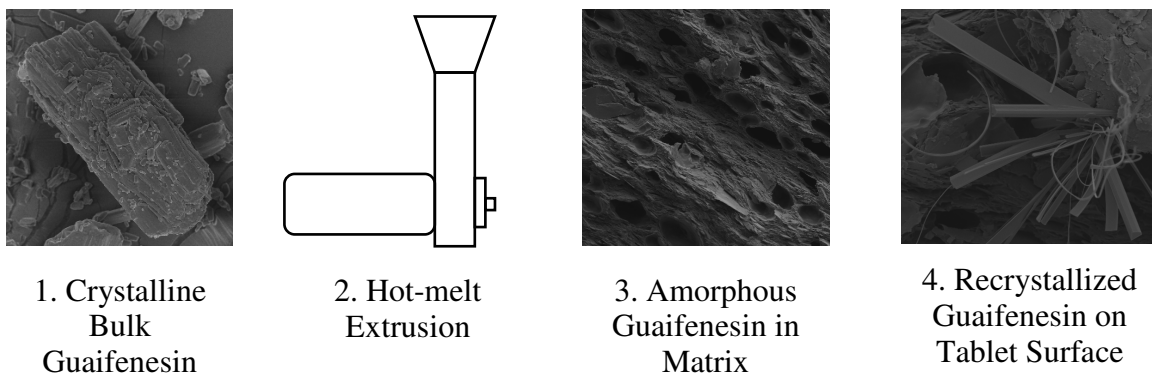 1. Crystalline
Bulk
Guaifenesin
2. Hot-melt
Extrusion
3. Amorphous
Guaifenesin in
Matrix
4. Recrystallized
Guaifenesin on
Tablet Surface